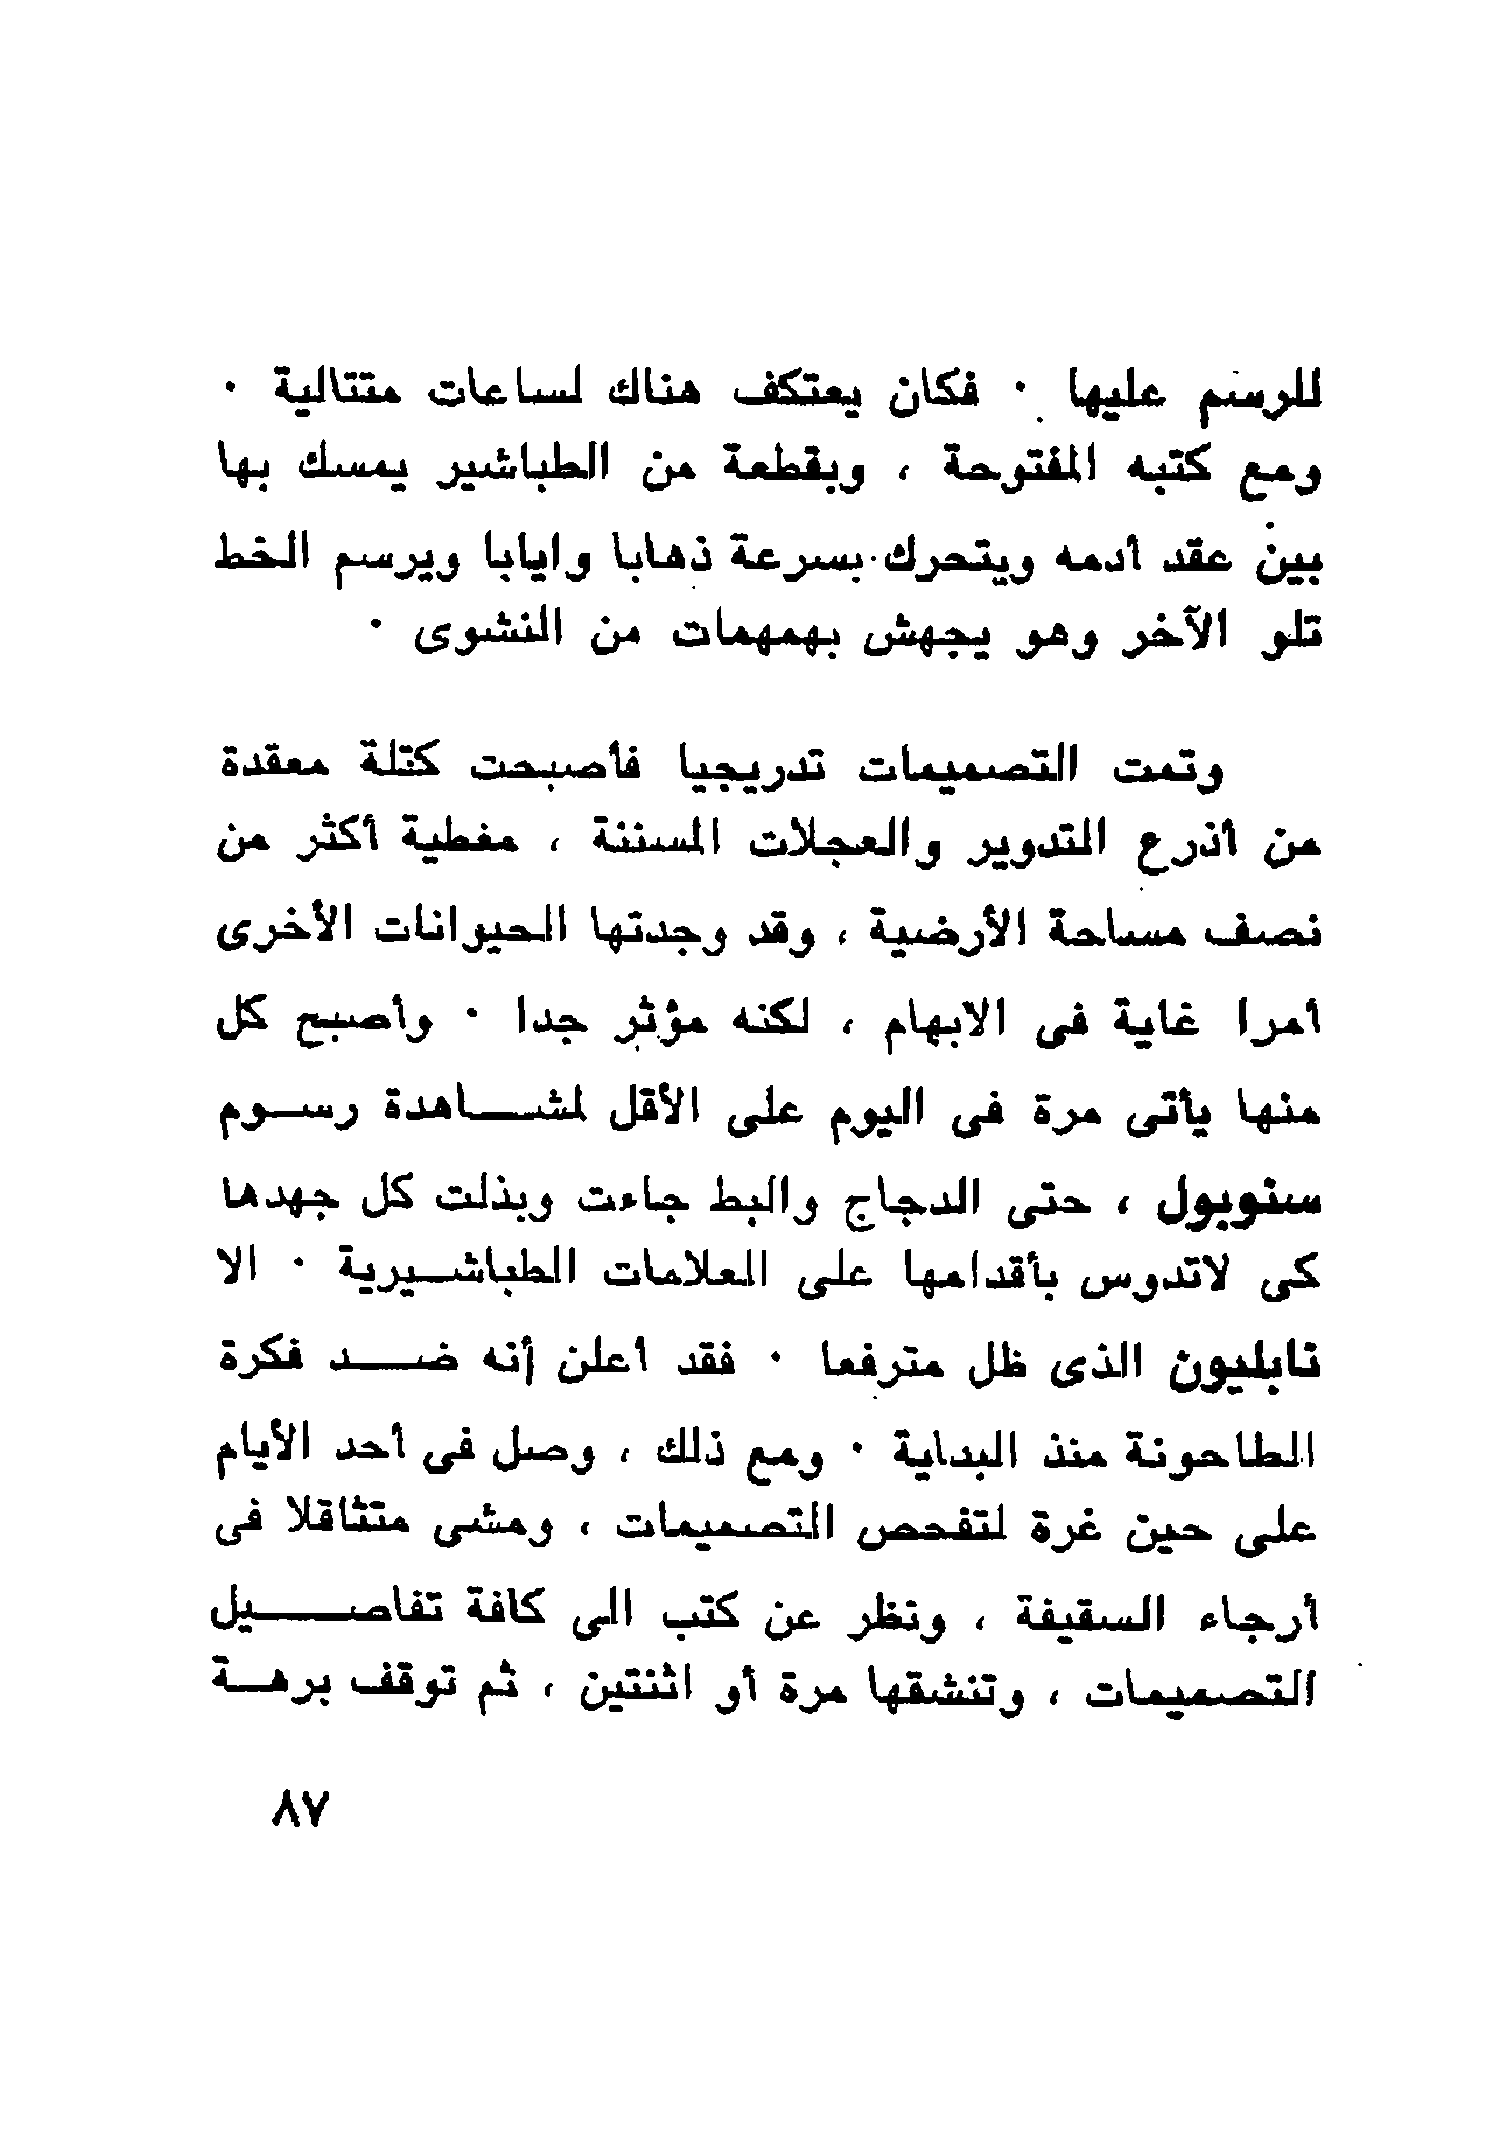 للرسم عليها . فكان يعتكف هناك لساعات متتالية .
ومع كتبه المفتوحة ، وبقطعة من الطباشير يمسك بها
بين عقد أدمه ويتحرك بسرعة ذهابا وايابا ويرسم الخط
تلو الآخر وهو يجهش بهمهمات من النشوى .
وتمت التصميمات تدريجيا فأصبحت كتلة معقدة
من أذرع التدوير والعجلات المسننة ، مغطية أكثر من
نصف مساحة الأرضية ، وقد وجدتها الحيوانات الأخرى
أمرا غاية فى الابهام ، لكنه مؤثر جدا . وأصبح كل
منها يأتى مرة فى اليوم على الأقل لمشاهدة رسوم
سنوبول ، حتى الدجاج والبط جاءت وبذلت كل جهدها
كى لاتدوس بأقدامها على العلامات الطباشيرية . الا
نابليون الذى ظل مترفعا . فقد أعلن أنه ضد فكرة
الطاحونة منذ البداية . ومع ذلك ، وصل فى أحد الأيام
على حين غرة لتفحص التصميمات ، ومشى متثاقلا فى
أرجاء السقيفة ، ونظر عن كتب الى كافة تفاصيل
التصميمات ، وتنشقها مرة أو اثنتين ، ثم توقف برهة
٨٧